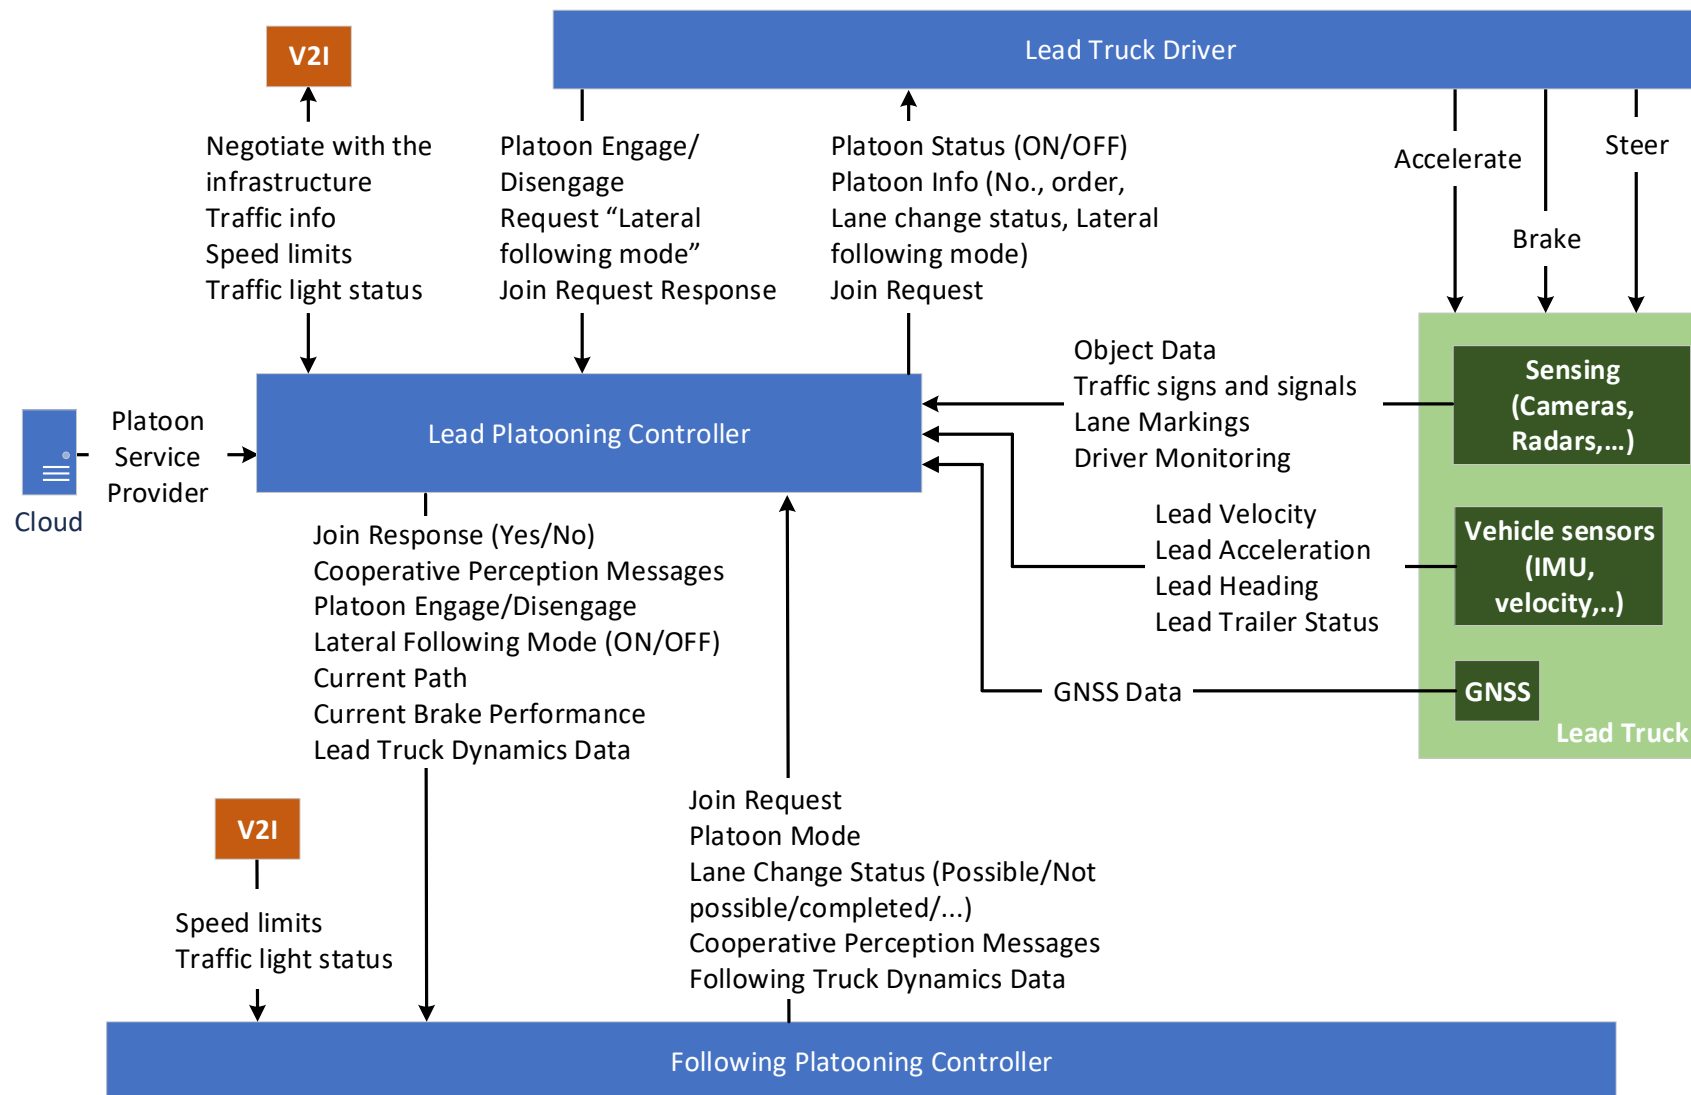 Lead Truck Driver
V2I
Negotiate with the
infrastructure
Traffic info
Speed limits
Traffic light status
Platoon Engage/
Disengage
Request “Lateral
following mode”
Join Request Response
Platoon Status (ON/OFF)
Platoon Info (No., order,
Lane change status, Lateral
following mode)
Join Request
Accelerate
Brake
Steer
Object Data
Traffic signs and signals
Lane Markings
Driver Monitoring
Sensing
(Cameras,
Radars,...)
Lead Platooning Controller
Platoon
Service
Provider
Cloud
Lead Velocity
Lead Acceleration
Lead Heading
Lead Trailer Status
Vehicle sensors
(IMU,
velocity,..)
GNSS Data
GNSS
Lead Truck
Join Response (Yes/No)
Cooperative Perception Messages
Platoon Engage/Disengage
Lateral Following Mode (ON/OFF)
Current Path
Current Brake Performance
Lead Truck Dynamics Data
Join Request
Platoon Mode
Lane Change Status (Possible/Not
possible/completed/...)
Cooperative Perception Messages
Following Truck Dynamics Data
V2I
Speed limits
Traffic light status
Following Platooning Controller